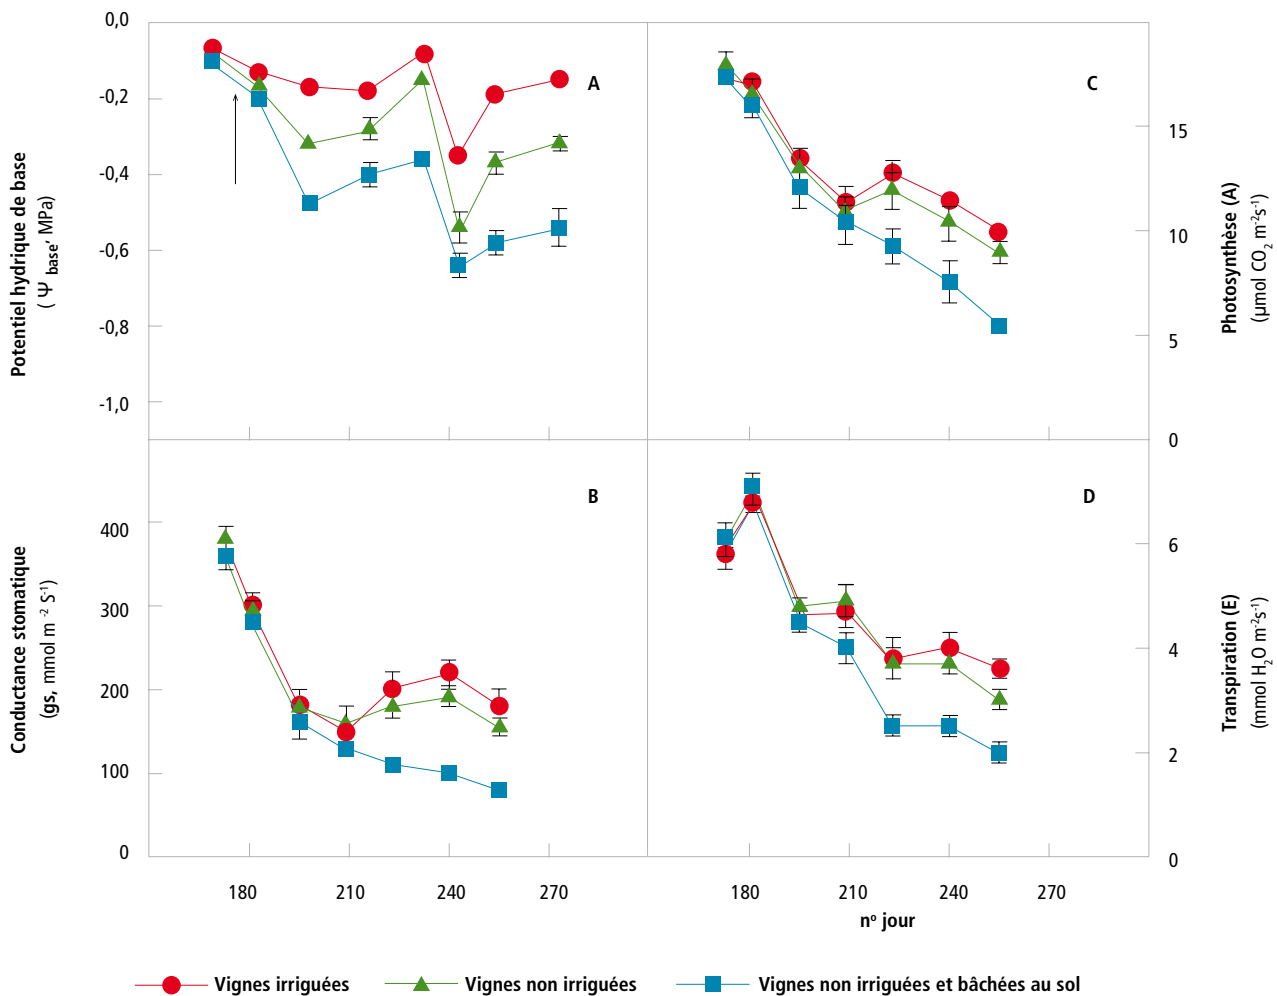 0,0
-0,2
-0,4
-0,6
-0,8
-1,0
Potentiel hydrique de base
( Ψ base, MPa)
A
C
15
10
5
0
Photosynthèse (A)
(µmol CO2 m-2s-1)
400
300
200
100
0
Conductance stomatique
(gs, mmol m -2 S-1)
B
D
6
4
2
0
Transpiration (E)
(mmol H2O m-2s-1)
180 210 240 270 180 210 240 270
nº jour
Vignes irriguées Vignes non irriguées Vignes non irriguées et bâchées au sol